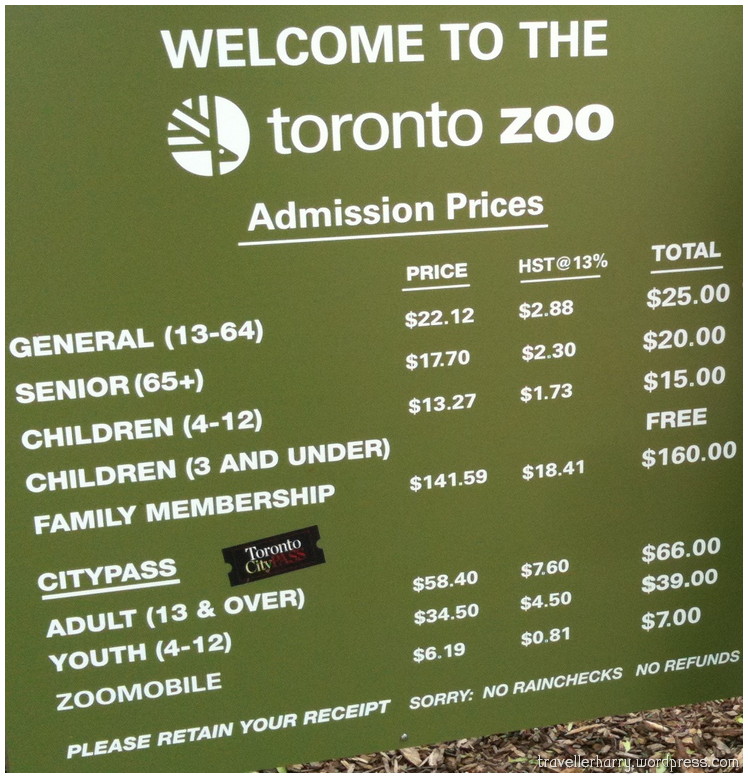 WELCOME TO THE
toronto zoo
Admission Prices
PRICE HST@13% TOTAL
GENERAL (13-64) $22.12 $2.88 $25.00
SENIOR (65+) $17.70 $2.30 $20.00
CHILDREN (4-12) $13.27 $1.73 $15.00
CHILDREN (3 AND UNDER) FREE
FAMILY MEMBERSHIP $141.59 $18.41 $160.00
CITYPASS Toronto CityPASS
ADULT (13 & OVER) $58.40 $7.60 $66.00
YOUTH (4-12) $34.50 $4.50 $39.00
ZOOMOBILE $6.19 $0.81 $7.00
PLEASE RETAIN YOUR RECEIPT SORRY: NO RAINCHECKS NO REFUNDS
travellerharry.wordpress.com